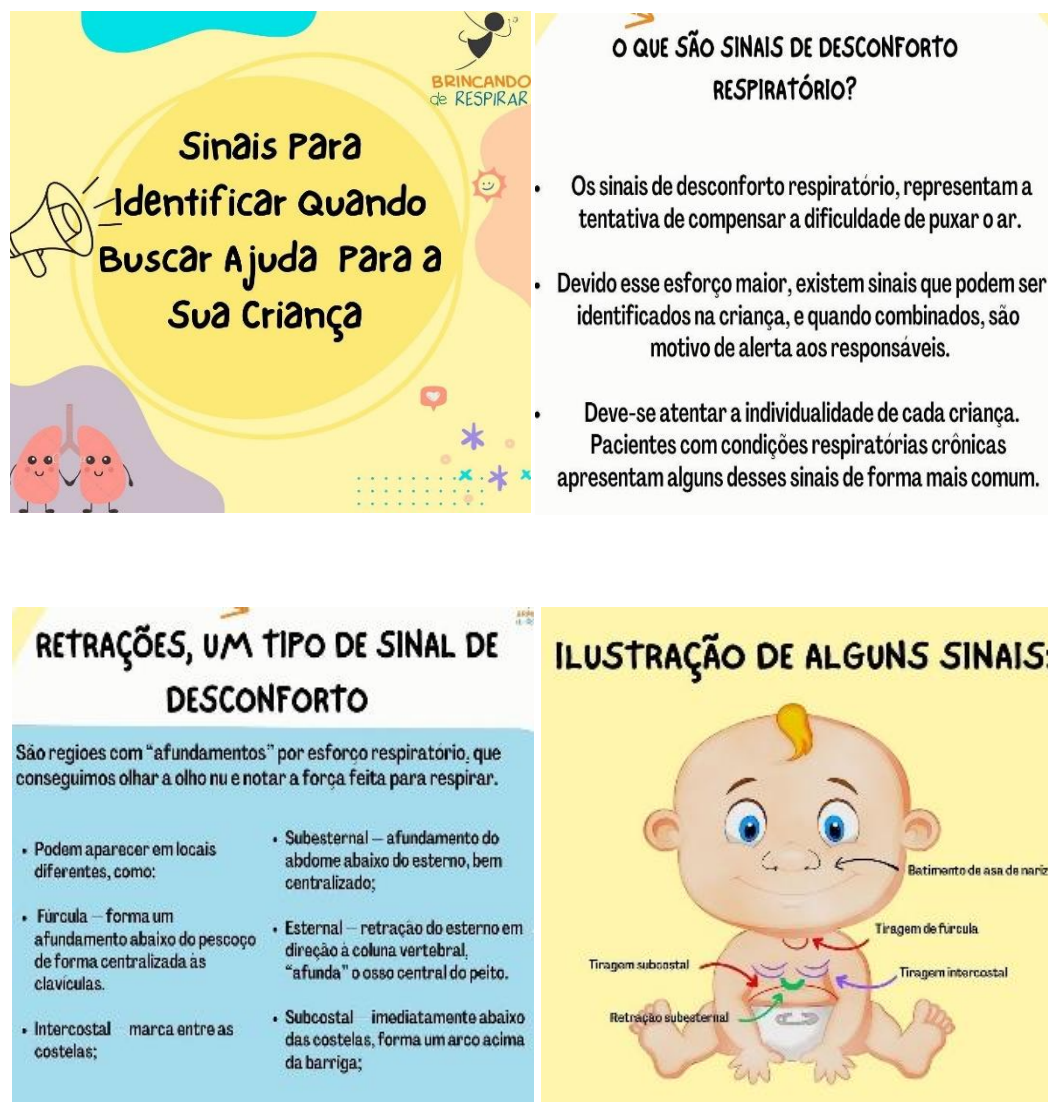 BRINCANDO
de RESPIRAR
Sinais Para
Identificar Quando
Buscar Ajuda Para a
Sua Criança
O QUE SÃO SINAIS DE DESCONFORTO
RESPIRATÓRIO?
• Os sinais de desconforto respiratório, representam a
tentativa de compensar a dificuldade de puxar o ar.
• Devido esse esforço maior, existem sinais que podem ser
identificados na criança, e quando combinados, são
motivo de alerta aos responsáveis.
• Deve-se atentar a individualidade de cada criança.
Pacientes com condições respiratórias crônicas
apresentam alguns desses sinais de forma mais comum.
RETRAÇÕES, UM TIPO DE SINAL DE
DESCONFORTO
São regioes com “afundamentos” por esforço respiratório, que
conseguimos olhar a olho nu e notar a força feita para respirar.
• Podem aparecer em locais
diferentes, como:
• Fúrcula – forma um
afundamento abaixo do pescoço
de forma centralizada às
clavículas.
• Intercostal marca entre as
costelas;
• Subesternal – afundamento do
abdome abaixo do esterno, bem
centralizado;
• Esternal – retração do esterno em
direção à coluna vertebral,
“afunda” o osso central do peito.
• Subcostal imediatamente abaixo
das costelas, forma um arco acima
da barriga;
ILUSTRAÇÃO DE ALGUNS SINAIS:
Batimento de asa de nariz
Tiragem de fúrcula
Tiragem subcostal
Tiragem intercostal
Retração subesternal